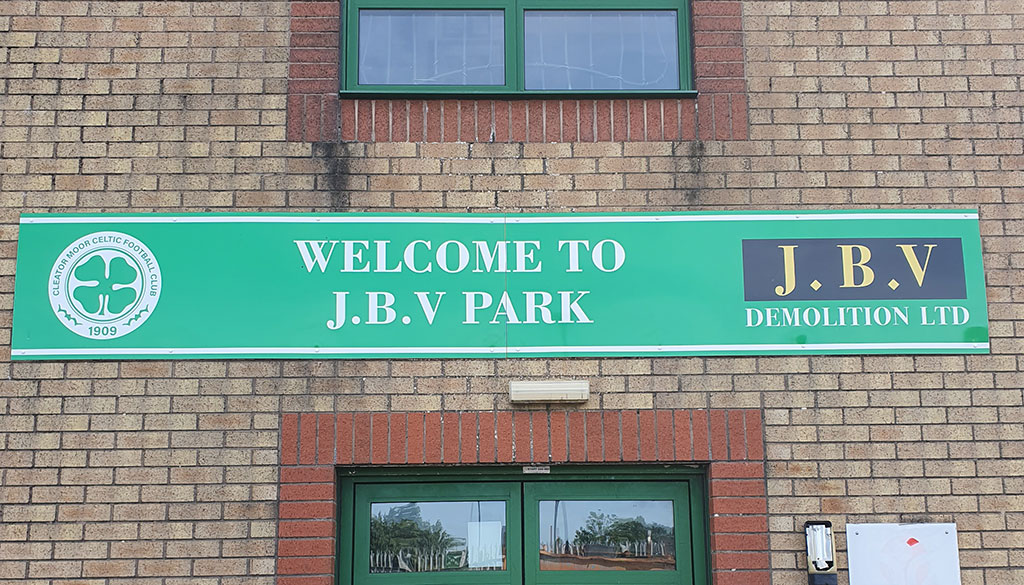 CLEATOR MOOR CELTIC FOOTBALL CLUB
1909
WELCOME TO
J.B.V PARK
J.B.V
DEMOLITION LTD